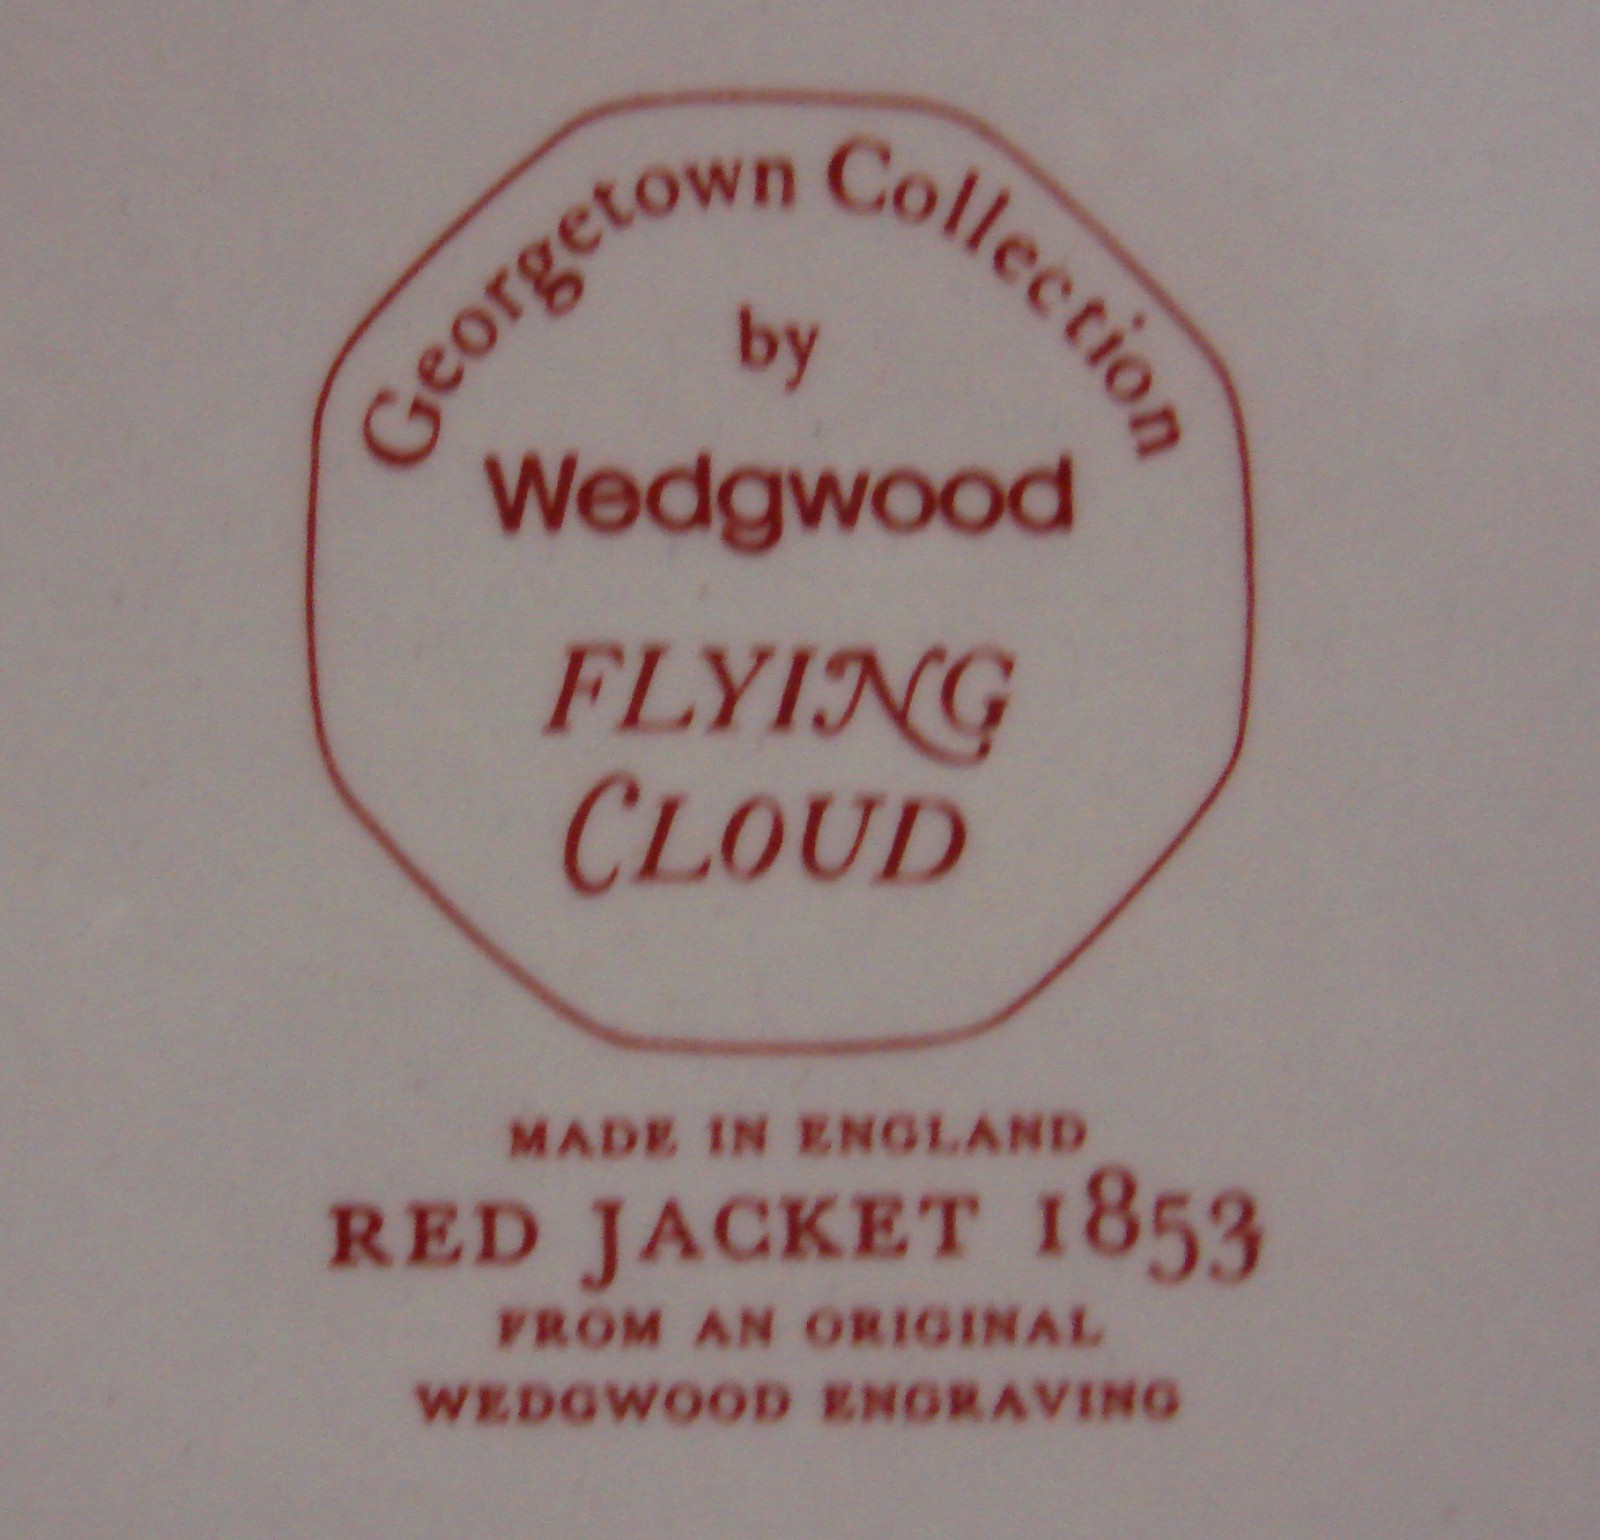 Georgetown Collection
by
Wedgwood
FLYING
CLOUD
MADE IN ENGLAND
RED JACKET 1853
FROM AN ORIGINAL
WEDGWOOD ENGRAVING